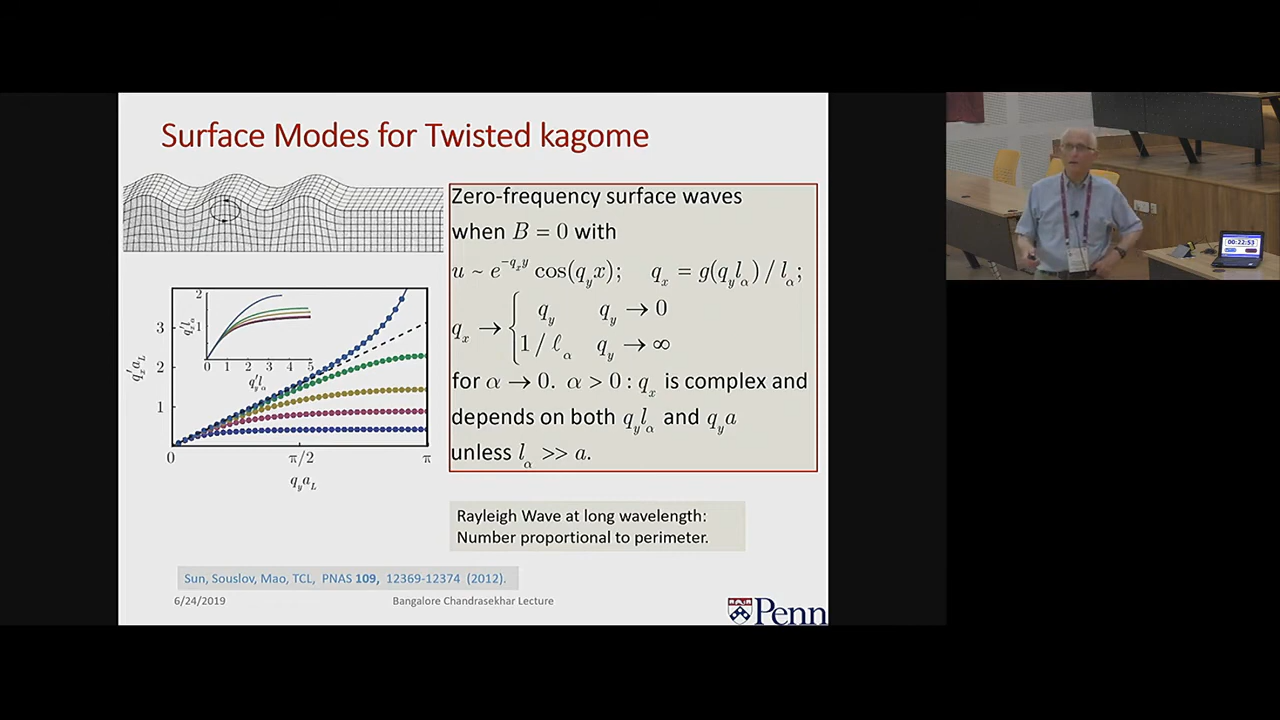 Surface Modes for Twisted kagome
Zero-frequency surface waves
when B = 0 with
u ~ e^{-q_x y} cos(q_y x); q_x = g(q_y l_α) / l_α;
q_x → { q_y q_y → 0
1 / ℓ_α q_y → ∞
for α → 0. α > 0 : q_x is complex and
depends on both q_y l_α and q_y a
unless l_α >> a.
3
2
1
0
π/2
π
q_y a_L
q'_x a_L
2
1
0 1 2 3 4 5
q'_y l_α
q'_x l_α
Rayleigh Wave at long wavelength:
Number proportional to perimeter.
Sun, Souslov, Mao, TCL, PNAS 109, 12369-12374 (2012).
6/24/2019
Bangalore Chandrasekhar Lecture
Penn
00:22:53